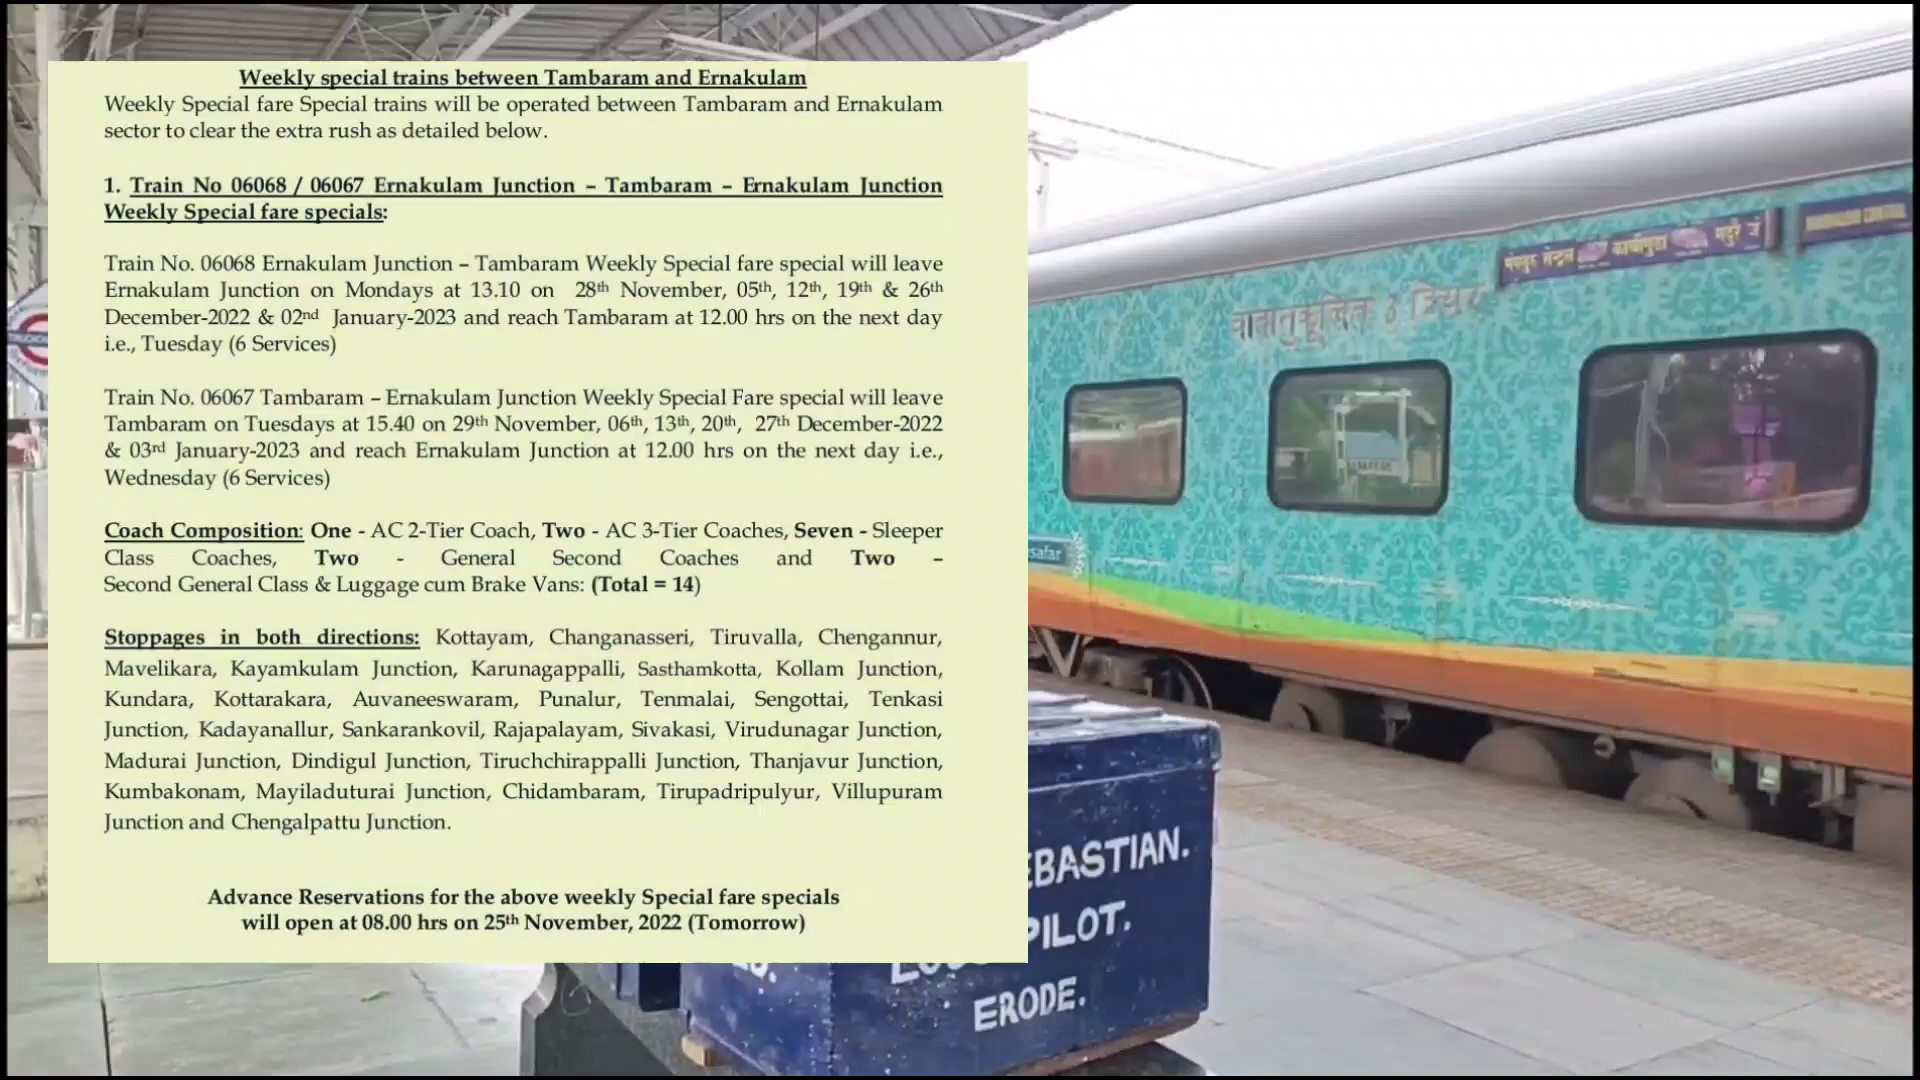 Weekly special trains between Tambaram and Ernakulam
Weekly Special fare Special trains will be operated between Tambaram and Ernakulam
sector to clear the extra rush as detailed below.
1. Train No 06068 / 06067 Ernakulam Junction – Tambaram – Ernakulam Junction
Weekly Special fare specials:
Train No. 06068 Ernakulam Junction – Tambaram Weekly Special fare special will leave
Ernakulam Junction on Mondays at 13.10 on 28th November, 05th, 12th, 19th & 26th
December-2022 & 02nd January-2023 and reach Tambaram at 12.00 hrs on the next day
i.e., Tuesday (6 Services)
Train No. 06067 Tambaram – Ernakulam Junction Weekly Special Fare special will leave
Tambaram on Tuesdays at 15.40 on 29th November, 06th, 13th, 20th, 27th December-2022
& 03rd January-2023 and reach Ernakulam Junction at 12.00 hrs on the next day i.e.,
Wednesday (6 Services)
Coach Composition: One - AC 2-Tier Coach, Two - AC 3-Tier Coaches, Seven - Sleeper
Class Coaches, Two - General Second Coaches and Two –
Second General Class & Luggage cum Brake Vans: (Total = 14)
Stoppages in both directions: Kottayam, Changanasseri, Tiruvalla, Chengannur,
Mavelikara, Kayamkulam Junction, Karunagappalli, Sasthamkotta, Kollam Junction,
Kundara, Kottarakara, Auvaneeswaram, Punalur, Tenmalai, Sengottai, Tenkasi
Junction, Kadayanallur, Sankarankovil, Rajapalayam, Sivakasi, Virudunagar Junction,
Madurai Junction, Dindigul Junction, Tiruchchirappalli Junction, Thanjavur Junction,
Kumbakonam, Mayiladuturai Junction, Chidambaram, Tirupadripulyur, Villupuram
Junction and Chengalpattu Junction.
Advance Reservations for the above weekly Special fare specials
will open at 08.00 hrs on 25th November, 2022 (Tomorrow)
वातानुकूलित 3 टियर
safar
EBASTIAN.
PILOT.
ERODE.